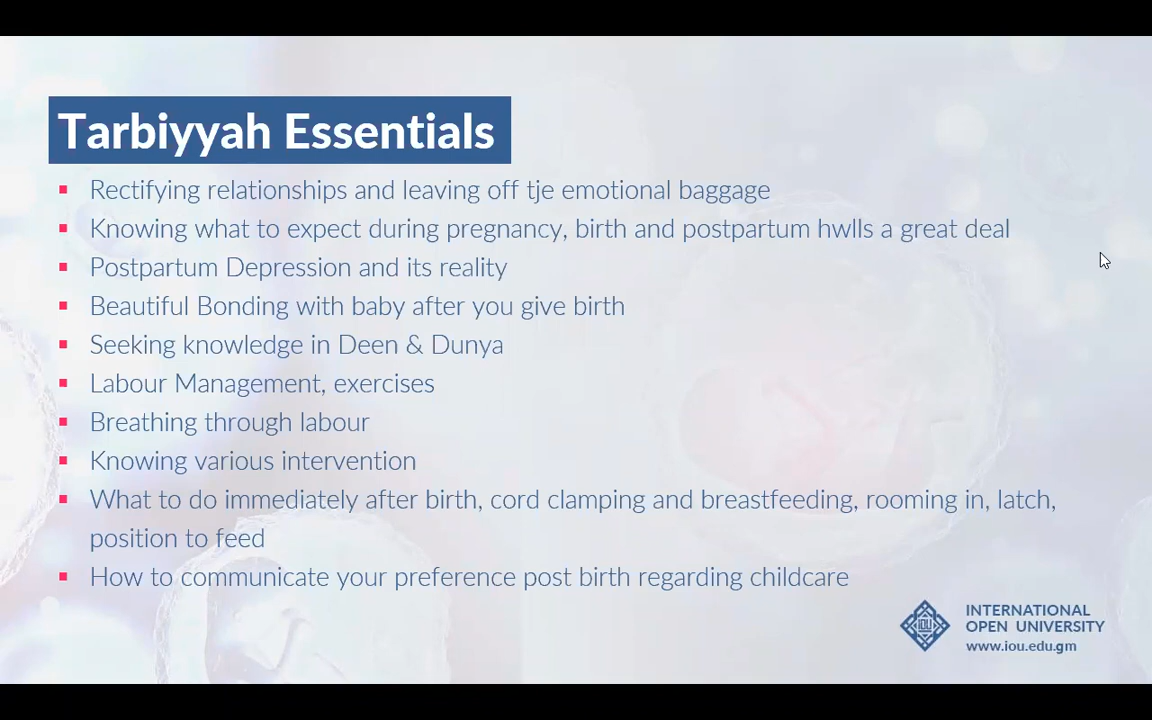 Tarbiyyah Essentials
Rectifying relationships and leaving off tje emotional baggage
Knowing what to expect during pregnancy, birth and postpartum hwlls a great deal
Postpartum Depression and its reality
Beautiful Bonding with baby after you give birth
Seeking knowledge in Deen & Dunya
Labour Management, exercises
Breathing through labour
Knowing various intervention
What to do immediately after birth, cord clamping and breastfeeding, rooming in, latch,
position to feed
How to communicate your preference post birth regarding childcare
IOU
INTERNATIONAL
OPEN UNIVERSITY
www.iou.edu.gm